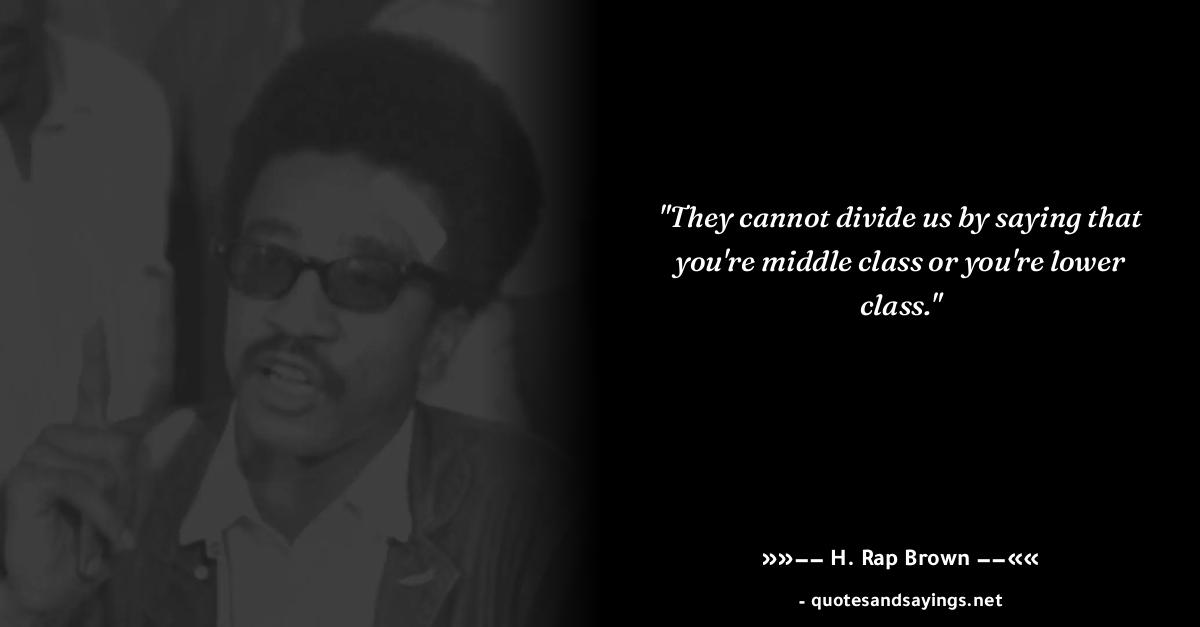 "They cannot divide us by saying that
you're middle class or you're lower
class."
»»–– H. Rap Brown ––««
- quotesandsayings.net